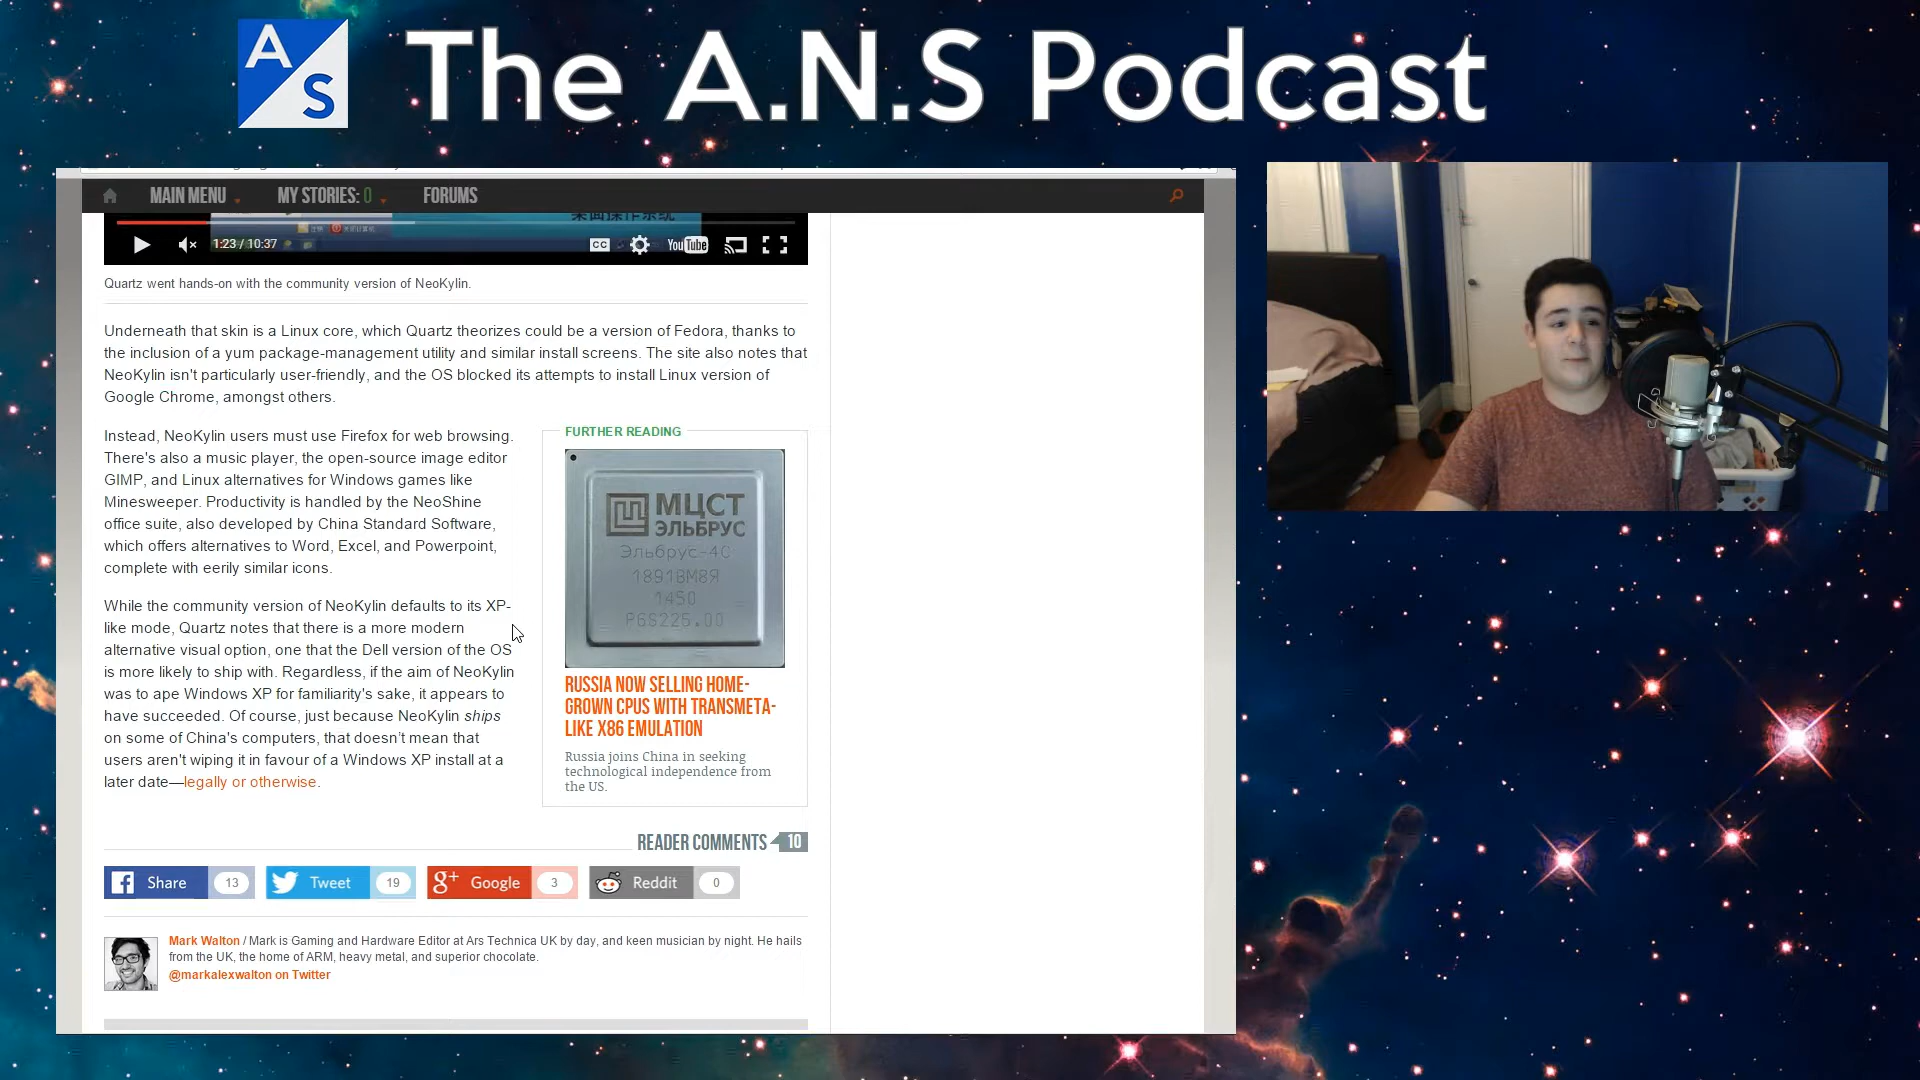 A S
The A.N.S Podcast
MAIN MENU MY STORIES: 0 FORUMS
桌面操作系统
1:23 / 10:37 CC YouTube
Quartz went hands-on with the community version of NeoKylin.
Underneath that skin is a Linux core, which Quartz theorizes could be a version of Fedora, thanks to
the inclusion of a yum package-management utility and similar install screens. The site also notes that
NeoKylin isn't particularly user-friendly, and the OS blocked its attempts to install Linux version of
Google Chrome, amongst others.
Instead, NeoKylin users must use Firefox for web browsing.
There's also a music player, the open-source image editor
GIMP, and Linux alternatives for Windows games like
Minesweeper. Productivity is handled by the NeoShine
office suite, also developed by China Standard Software,
which offers alternatives to Word, Excel, and Powerpoint,
complete with eerily similar icons.
While the community version of NeoKylin defaults to its XP-
like mode, Quartz notes that there is a more modern
alternative visual option, one that the Dell version of the OS
is more likely to ship with. Regardless, if the aim of NeoKylin
was to ape Windows XP for familiarity's sake, it appears to
have succeeded. Of course, just because NeoKylin ships
on some of China's computers, that doesn't mean that
users aren't wiping it in favour of a Windows XP install at a
later date—legally or otherwise.
FURTHER READING
МЦСТ
ЭЛЬБРУС
Эльбрус-4С
1891ВМ8Я
1450
PGS225.00
RUSSIA NOW SELLING HOME-
GROWN CPUS WITH TRANSMETA-
LIKE X86 EMULATION
Russia joins China in seeking
technological independence from
the US.
READER COMMENTS 10
Share 13 Tweet 19 g+ Google 3 Reddit 0
Mark Walton / Mark is Gaming and Hardware Editor at Ars Technica UK by day, and keen musician by night. He hails
from the UK, the home of ARM, heavy metal, and superior chocolate.
@markalexwalton on Twitter